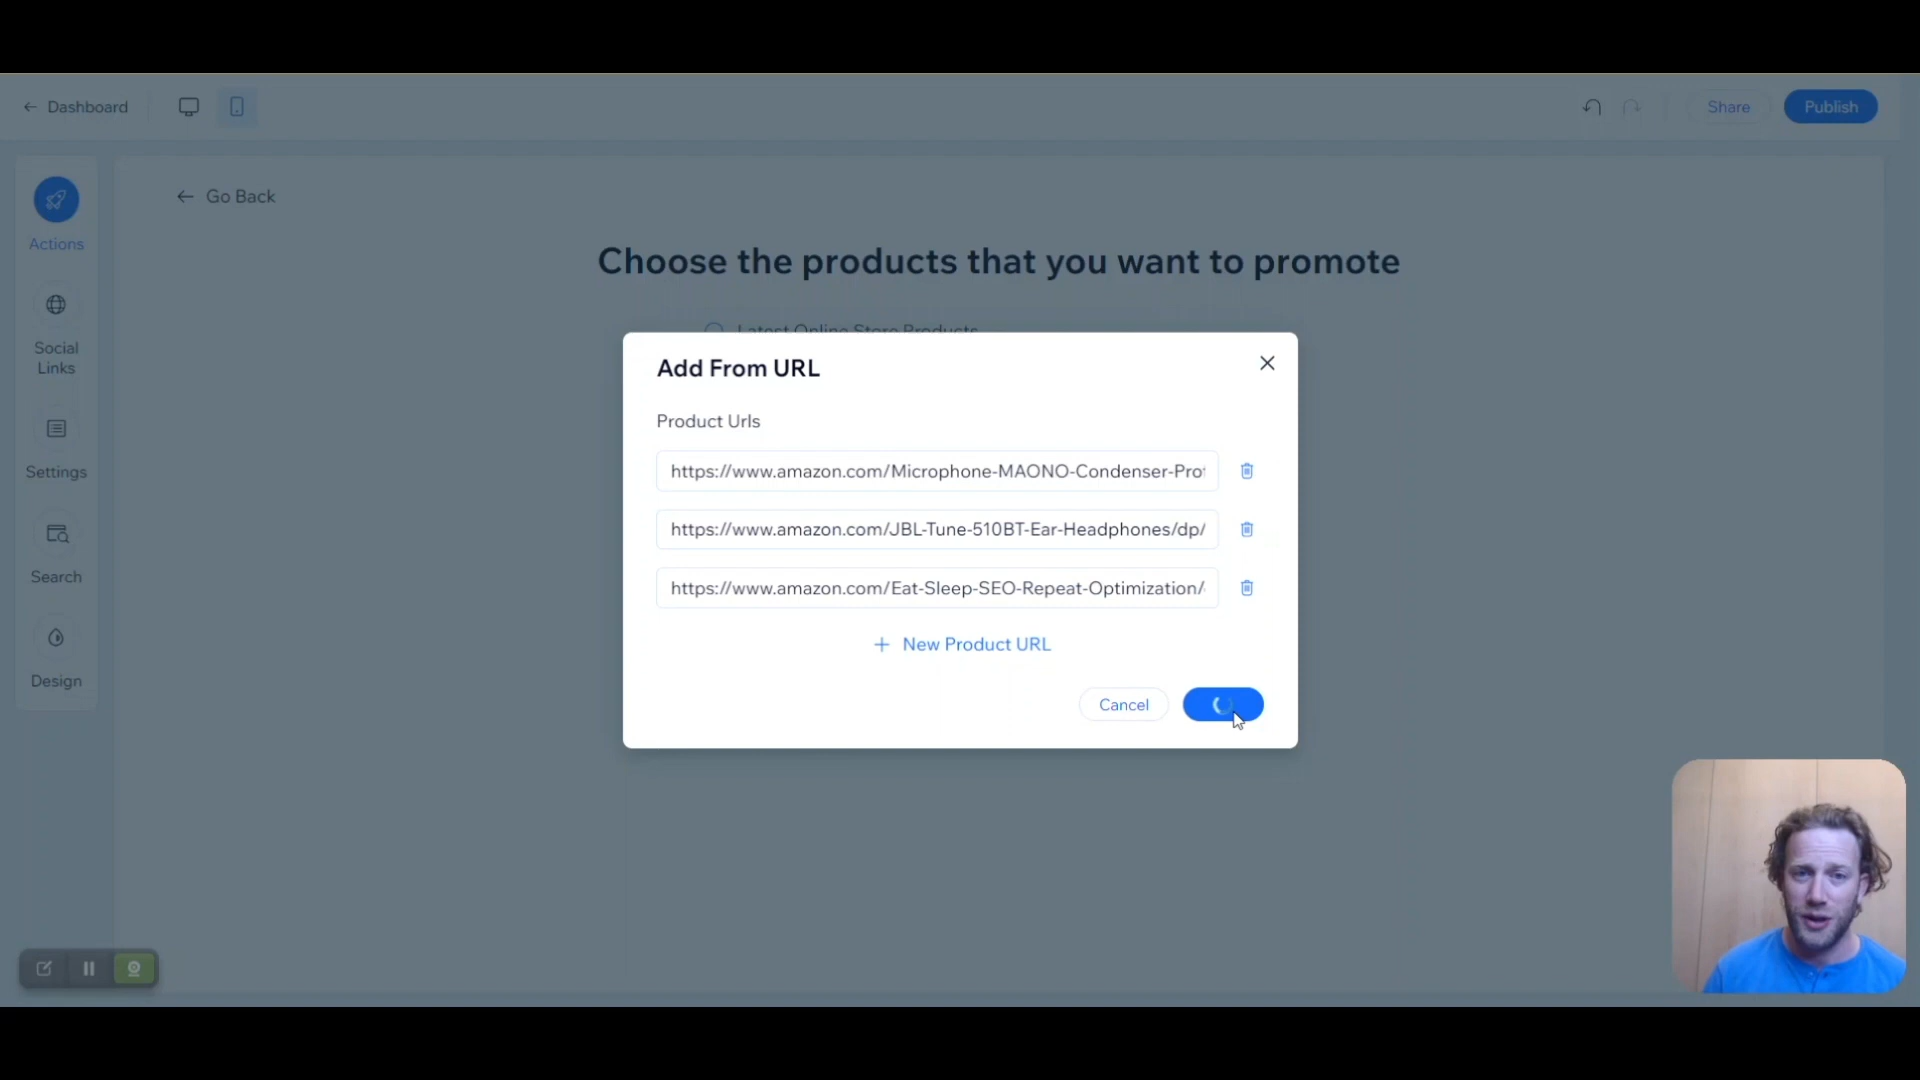 Dashboard
Share
Publish
Go Back
Actions
Social
Links
Settings
Search
Design
Choose the products that you want to promote
Latest Online Store Products
Add From URL
Product Urls
https://www.amazon.com/Microphone-MAONO-Condenser-Pro
https://www.amazon.com/JBL-Tune-510BT-Ear-Headphones/dp/
https://www.amazon.com/Eat-Sleep-SEO-Repeat-Optimization/
New Product URL
Cancel